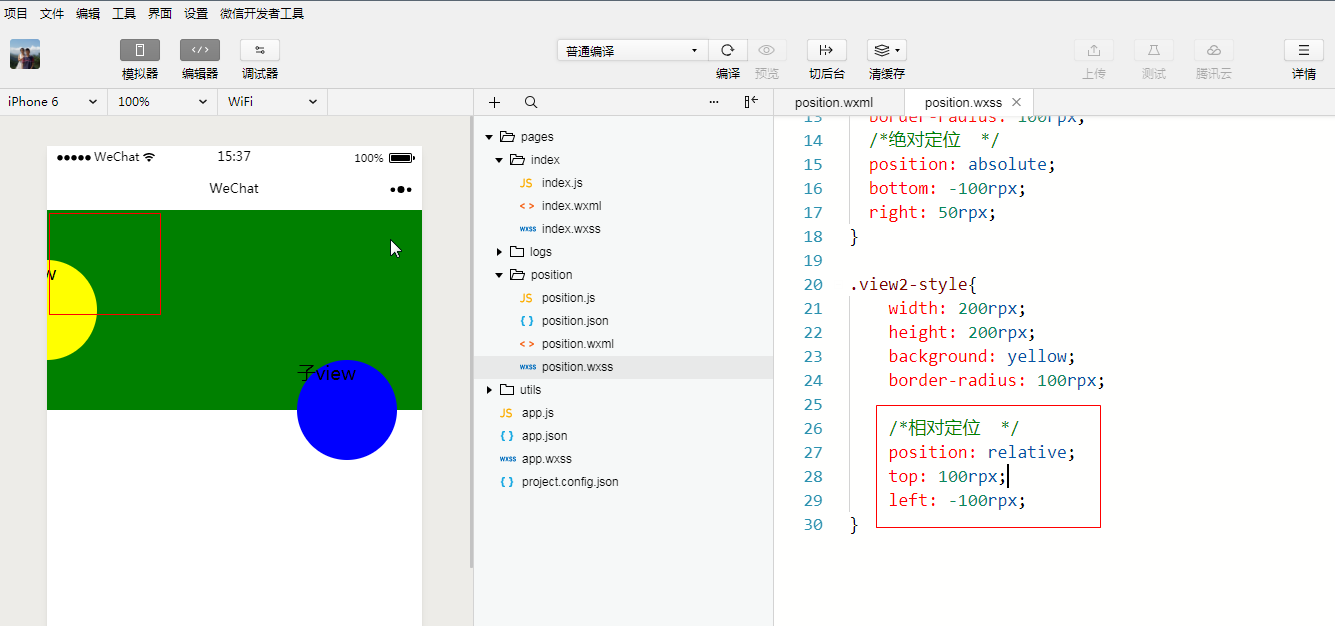 项目 文件 编辑 工具 界面 设置 微信开发者工具
模拟器 编辑器 调试器
普通编译
编译 预览 切后台 清缓存
上传 测试 腾讯云 详情
iPhone 6 100% WiFi
WeChat 15:37 100%
WeChat
w
子view
pages
index
JS index.js
< > index.wxml
wxss index.wxss
logs
position
JS position.js
{ } position.json
< > position.wxml
wxss position.wxss
utils
JS app.js
{ } app.json
wxss app.wxss
{ } project.config.json
position.wxml position.wxss
13 border-radius: 100rpx;
14 /*绝对定位 */
15 position: absolute;
16 bottom: -100rpx;
17 right: 50rpx;
18 }
19
20 .view2-style{
21 width: 200rpx;
22 height: 200rpx;
23 background: yellow;
24 border-radius: 100rpx;
25
26 /*相对定位 */
27 position: relative;
28 top: 100rpx;
29 left: -100rpx;
30 }